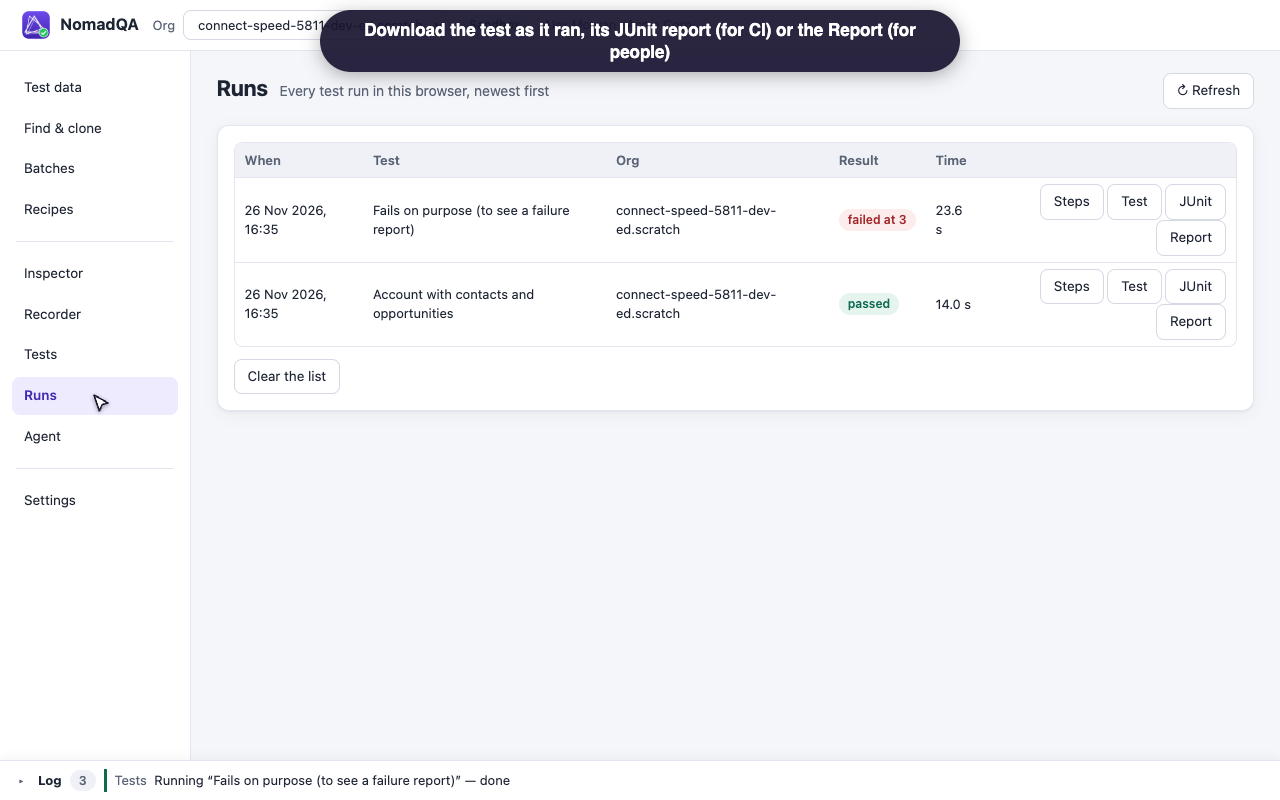 NomadQA
Org
connect-speed-5811-dev-e
Download the test as it ran, its JUnit report (for CI) or the Report (for
people)
Test data
Find & clone
Batches
Recipes
Inspector
Recorder
Tests
Runs
Agent
Settings
Runs
Every test run in this browser, newest first
↻ Refresh
When Test Org Result Time
26 Nov 2026,
16:35
Fails on purpose (to see a failure
report)
connect-speed-5811-dev-
ed.scratch
failed at 3
23.6
s
Steps Test JUnit
Report
26 Nov 2026,
16:35
Account with contacts and
opportunities
connect-speed-5811-dev-
ed.scratch
passed
14.0 s
Steps Test JUnit
Report
Clear the list
▸ Log 3 Tests Running “Fails on purpose (to see a failure report)” — done